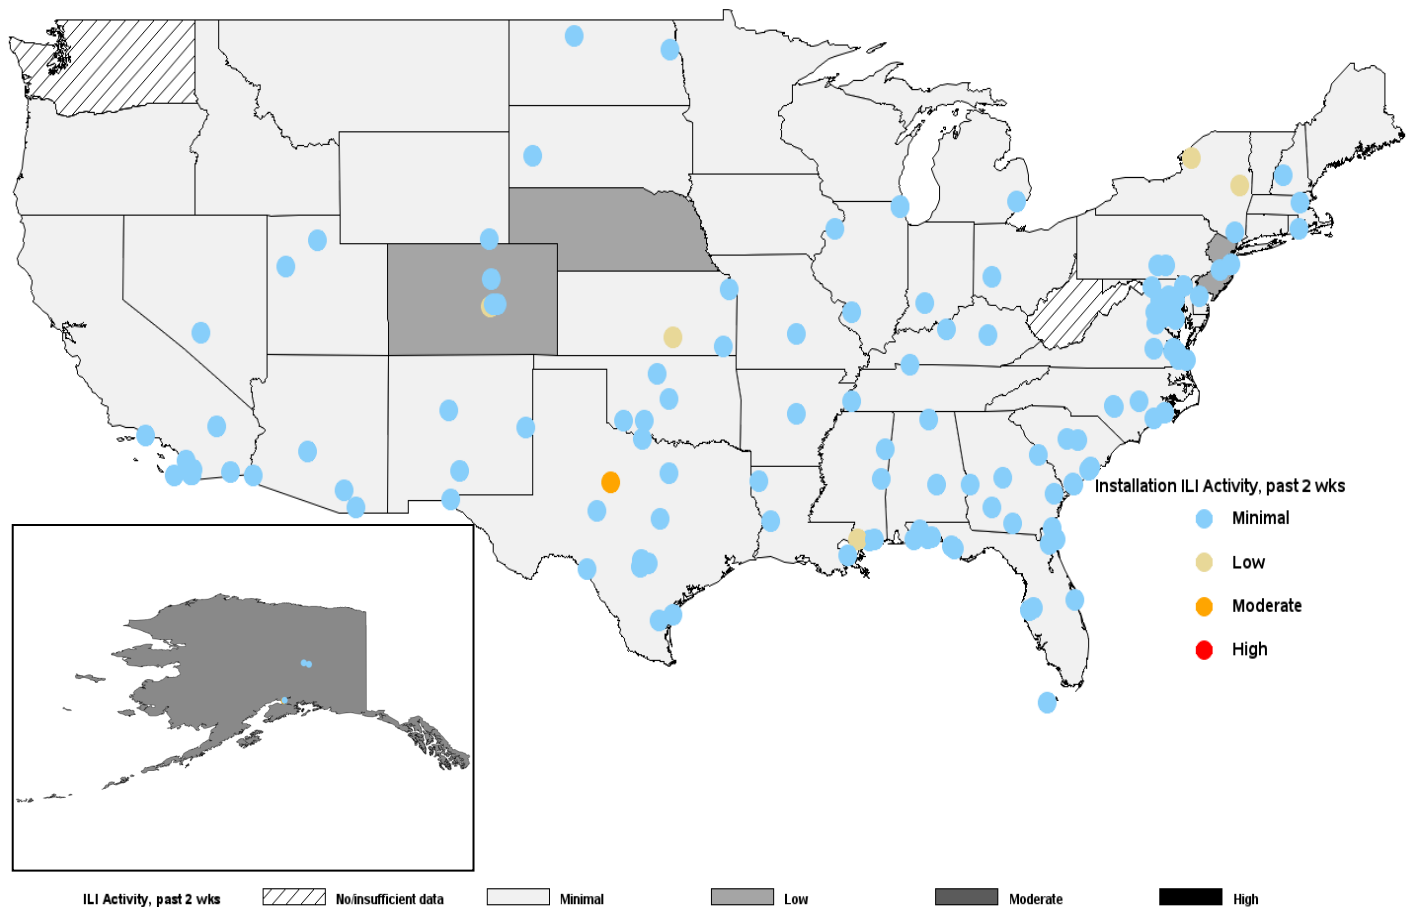 Installation ILI Activity, past 2 wks
Minimal
Low
Moderate
High
ILI Activity, past 2 wks No/insufficient data Minimal Low Moderate High